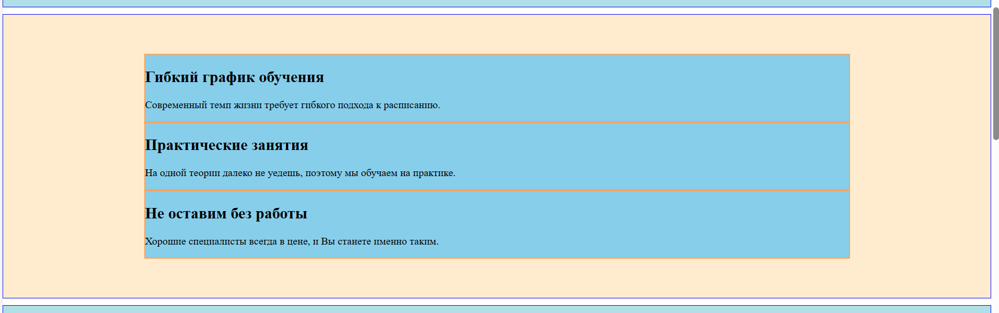 Гибкий график обучения
Современный темп жизни требует гибкого подхода к расписанию.
Практические занятия
На одной теории далеко не уедешь, поэтому мы обучаем на практике.
Не оставим без работы
Хорошие специалисты всегда в цене, и Вы станете именно таким.